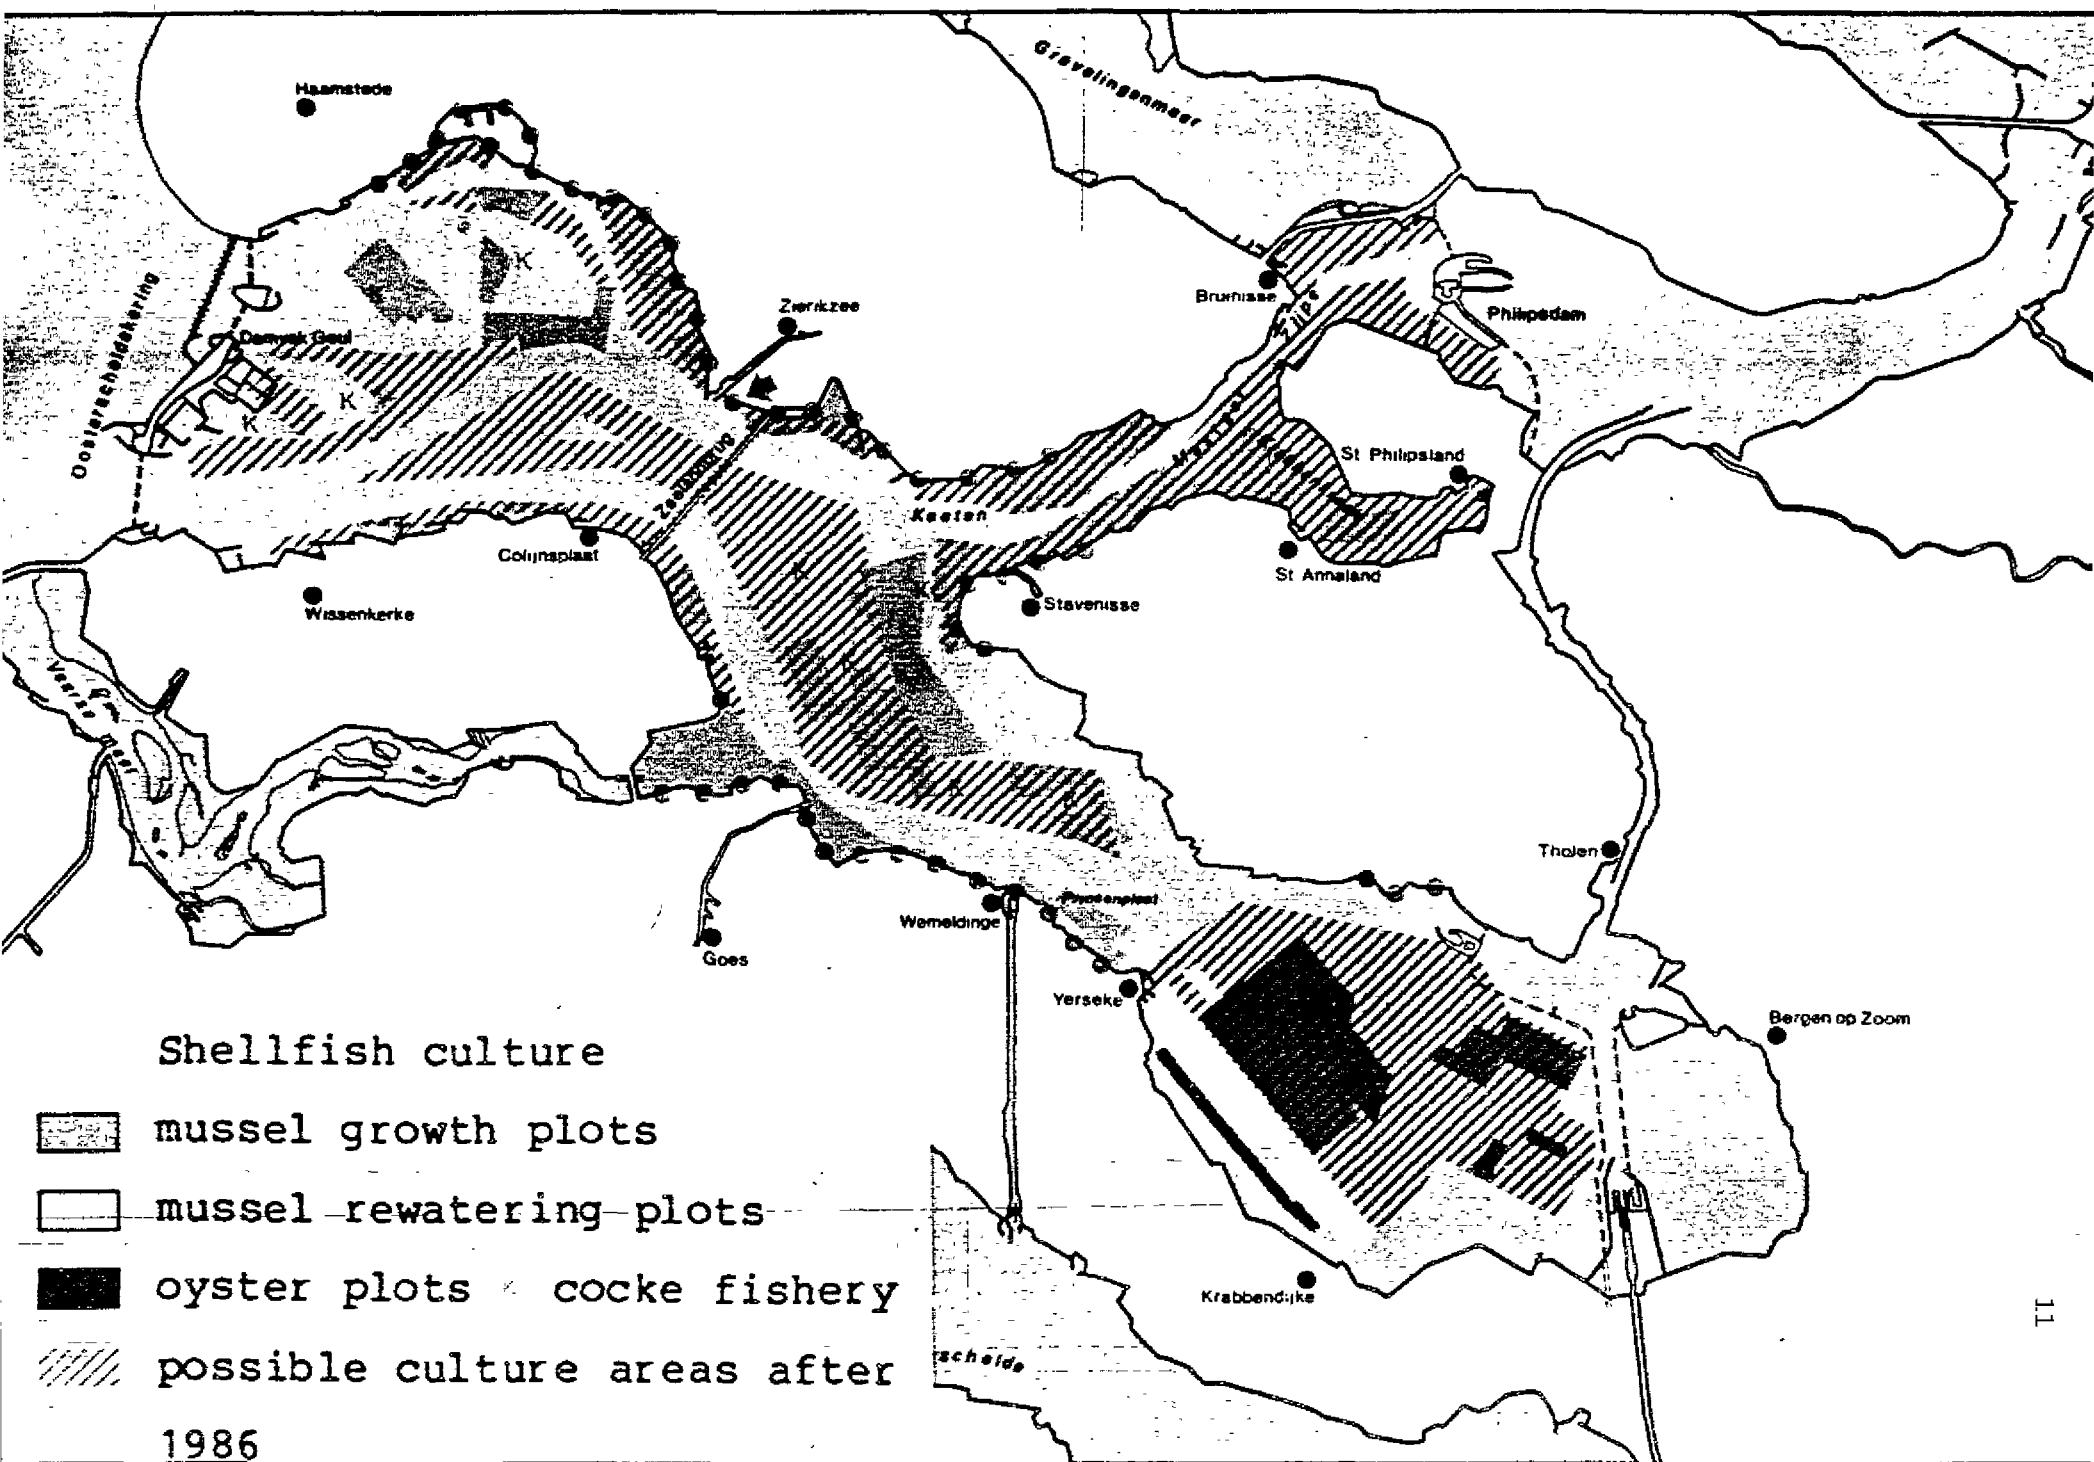 Haamstede
Grevelingenmeer
Oosterscheldekering
Zierikzee
Bruinisse
Philipsdam
Zeelandbrug
St Philipsland
Keeten
Colijnsplaat
St Annaland
Stavenisse
Wissenkerke
Tholen
Wemeldinge
Goes
Yerseke
Bergen op Zoom
Krabbendijke
schelde
K
K
K
K
K
Shellfish culture
mussel growth plots
mussel rewatering plots
oyster plots K cocke fishery
possible culture areas after
1986
11